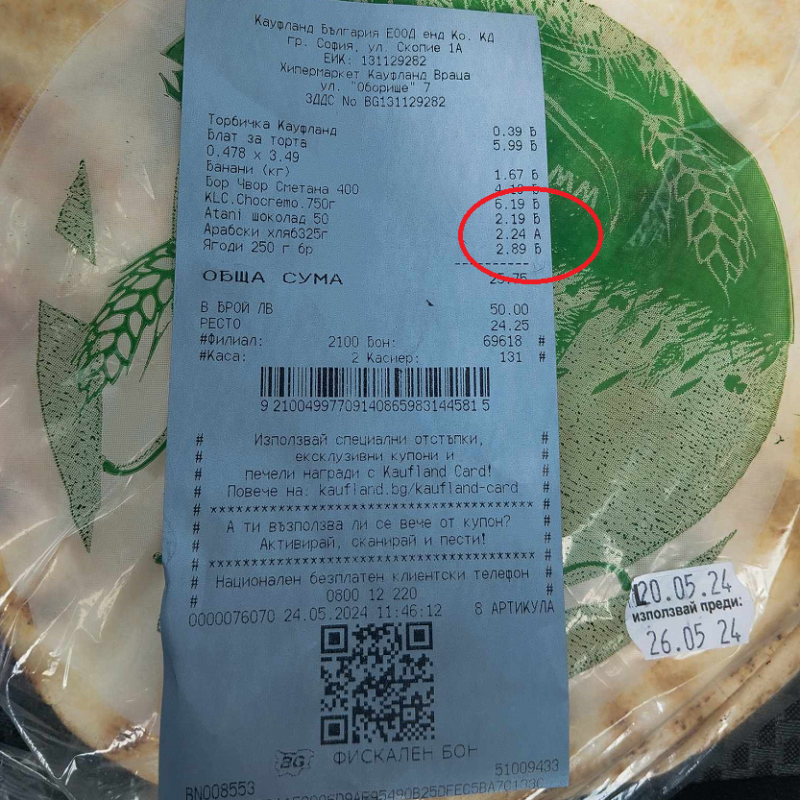 Кауфланд България ЕООД енд Ко. КД
гр. София, ул. Скопие 1А
ЕИК: 131129282
Хипермаркет Кауфланд Враца
ул. "Оборище" 7
ЗДДС No BG131129282
Торбичка Кауфланд 0.39 Б
Блат за торта 5,99 Б
0.478 x 3.49
Банани (кг) 1.67 Б
Бор Чвор Сметана 400 4.19 Б
KLC.Chocremo.750г 6.19 Б
Atani шоколад 50 2.19 Б
Арабски хляб325г 2.24 А
Ягоди 250 г бр 2.89 Б
ОБЩА СУМА 25,75
В БРОЙ ЛВ 50.00
РЕСТО 24.25
#Филиал: 2100 Бон: 69618 #
#Каса: 2 Касиер: 131 #
9 210049977091408659831445815
# Използвай специални отстъпки, #
# ексклузивни купони и #
# печели награди с Kaufland Card! #
# Повече на: kaufland.bg/kaufland-card #
# А ти възползва ли се вече от купон? #
# Активирай, сканирай и пести! #
# Национален безплатен клиентски телефон #
# 0800 12 220 #
0000076070 24.05.2024 11:46:12 8 АРТИКУЛА
BG ФИСКАЛЕН БОН
BN008553 51009433
WWW
20.05.24
използвай преди:
26.05 24